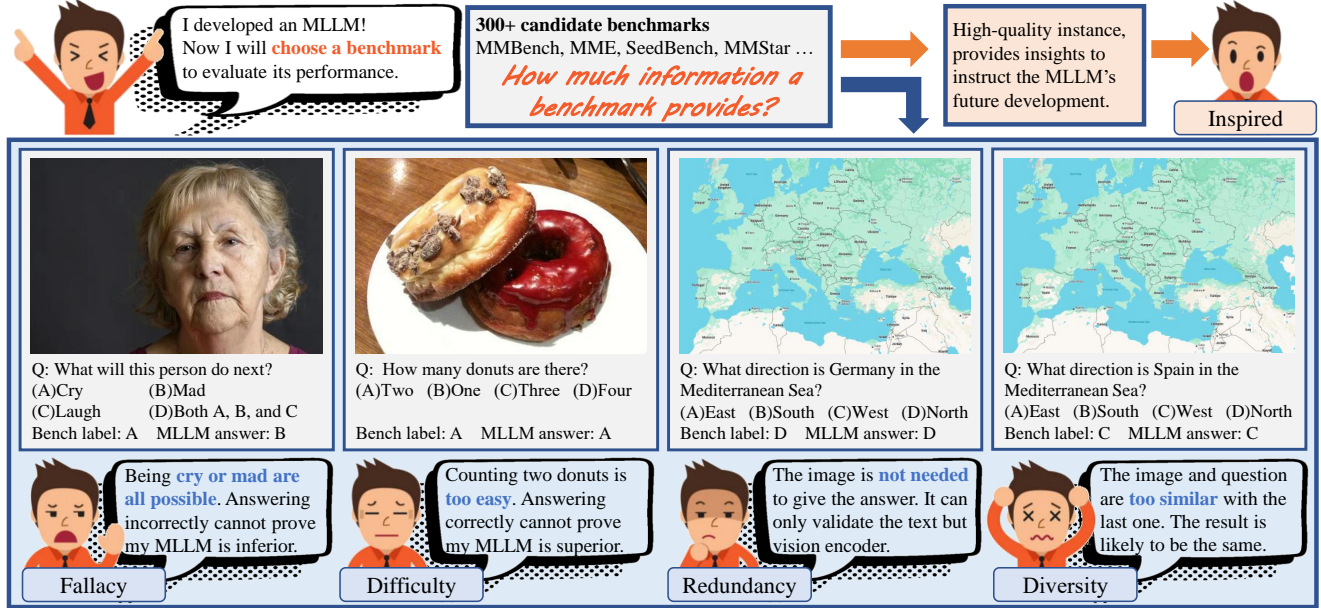 I developed an MLLM!
Now I will choose a benchmark
to evaluate its performance.
300+ candidate benchmarks
MMBench, MME, SeedBench, MMStar …
How much information a
benchmark provides?
High-quality instance,
provides insights to
instruct the MLLM's
future development.
Inspired
Q: What will this person do next?
(A)Cry (B)Mad
(C)Laugh (D)Both A, B, and C
Bench label: A MLLM answer: B
Q: How many donuts are there?
(A)Two (B)One (C)Three (D)Four
Bench label: A MLLM answer: A
Q: What direction is Germany in the
Mediterranean Sea?
(A)East (B)South (C)West (D)North
Bench label: D MLLM answer: D
Q: What direction is Spain in the
Mediterranean Sea?
(A)East (B)South (C)West (D)North
Bench label: C MLLM answer: C
Being cry or mad are
all possible. Answering
incorrectly cannot prove
my MLLM is inferior.
Fallacy
Counting two donuts is
too easy. Answering
correctly cannot prove
my MLLM is superior.
Difficulty
The image is not needed
to give the answer. It can
only validate the text but
vision encoder.
Redundancy
The image and question
are too similar with the
last one. The result is
likely to be the same.
Diversity